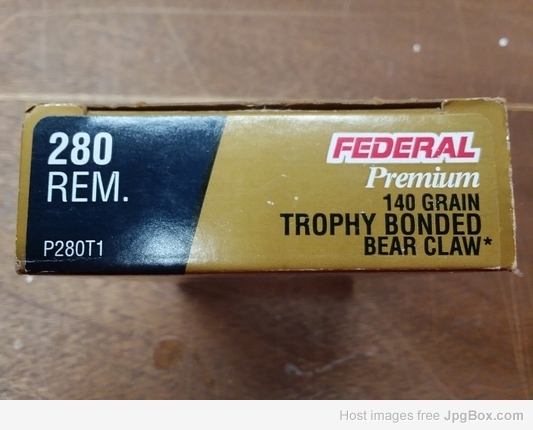 280
REM.
P280T1
FEDERAL
Premium
140 GRAIN
TROPHY BONDED
BEAR CLAW*
Host images free JpgBox.com